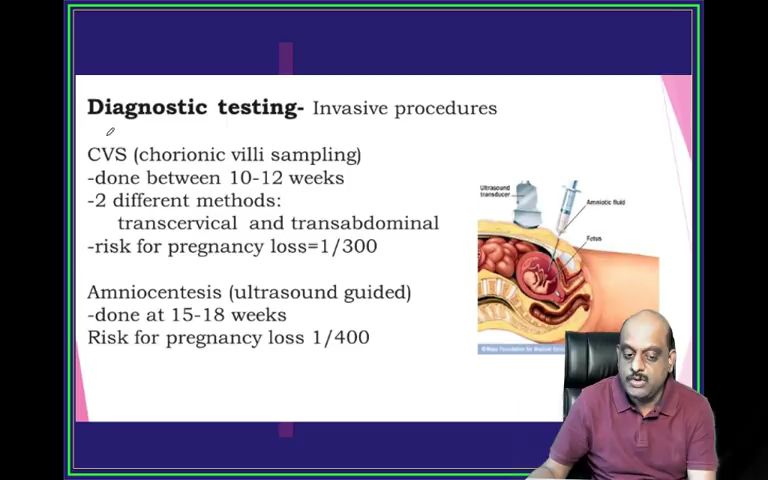 Diagnostic testing- Invasive procedures
CVS (chorionic villi sampling)
-done between 10-12 weeks
-2 different methods:
transcervical and transabdominal
-risk for pregnancy loss=1/300
Amniocentesis (ultrasound guided)
-done at 15-18 weeks
Risk for pregnancy loss 1/400
Ultrasound
transducer
Amniotic fluid
Fetus